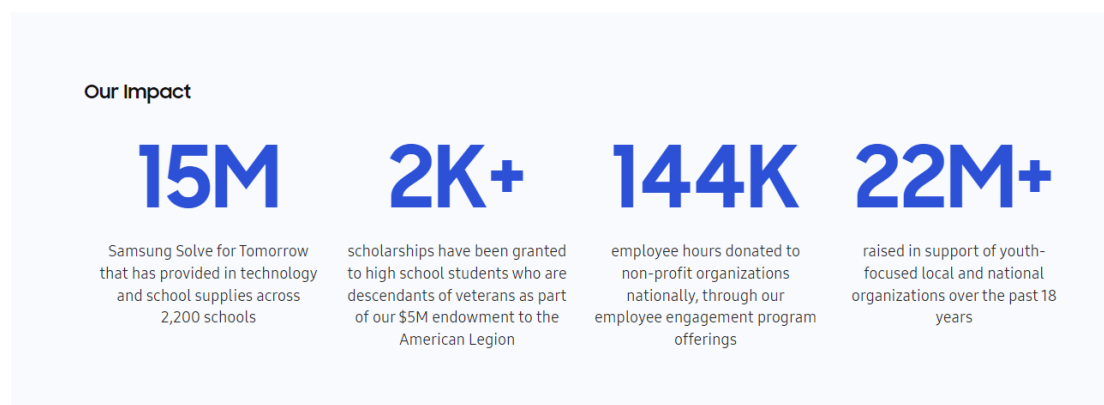 Our Impact
15M
Samsung Solve for Tomorrow
that has provided in technology
and school supplies across
2,200 schools
2K+
scholarships have been granted
to high school students who are
descendants of veterans as part
of our $5M endowment to the
American Legion
144K
employee hours donated to
non-profit organizations
nationally, through our
employee engagement program
offerings
22M+
raised in support of youth-
focused local and national
organizations over the past 18
years